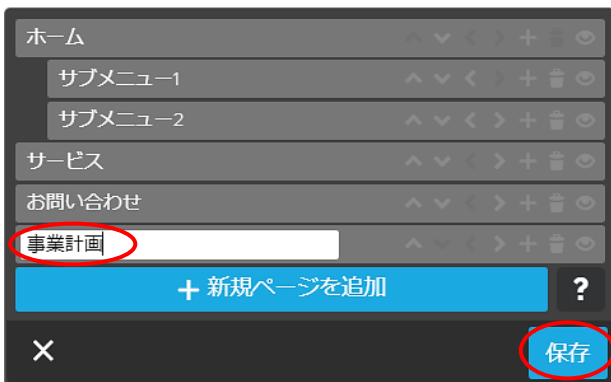 ホーム
サブメニュー1
サブメニュー2
サービス
お問い合わせ
事業計画
+ 新規ページを追加 ?
× 保存